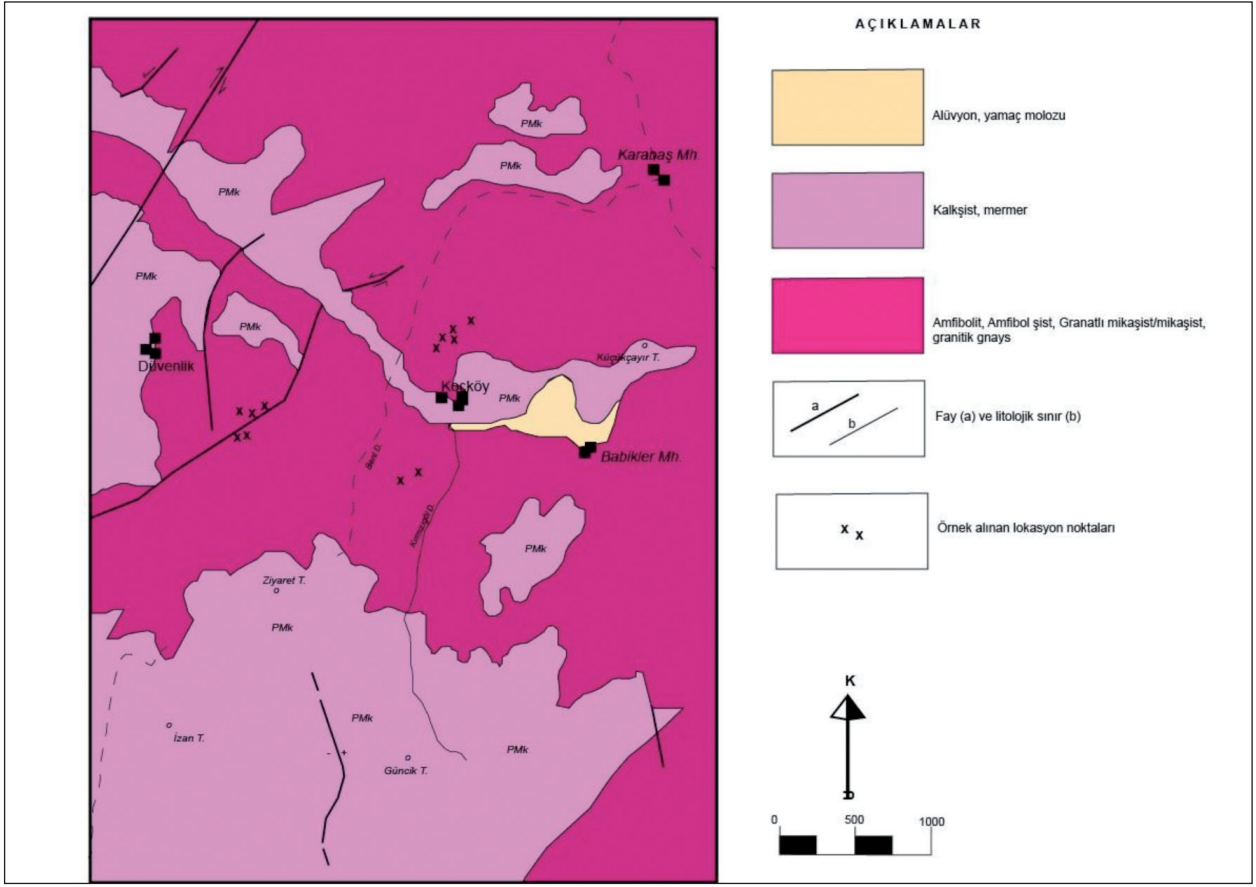 AÇIKLAMALAR
Alüvyon, yamaç molozu
Kalkşist, mermer
Amfibolit, Amfibol şist, Granatlı mikaşist/mikaşist,
granitik gnays
a
b
Fay (a) ve litolojik sınır (b)
x x
Örnek alınan lokasyon noktaları
K
0 500 1000
PMk
Karabaş Mh.
PMk
PMk
PMk
PMk
Düvenlik
Küçükçayır T.
Koçköy
PMk
Babikler Mh.
Beni D.
PMk
Ziyaret T.
PMk
PMk
İzan T.
- +
Güncik T.
PMk